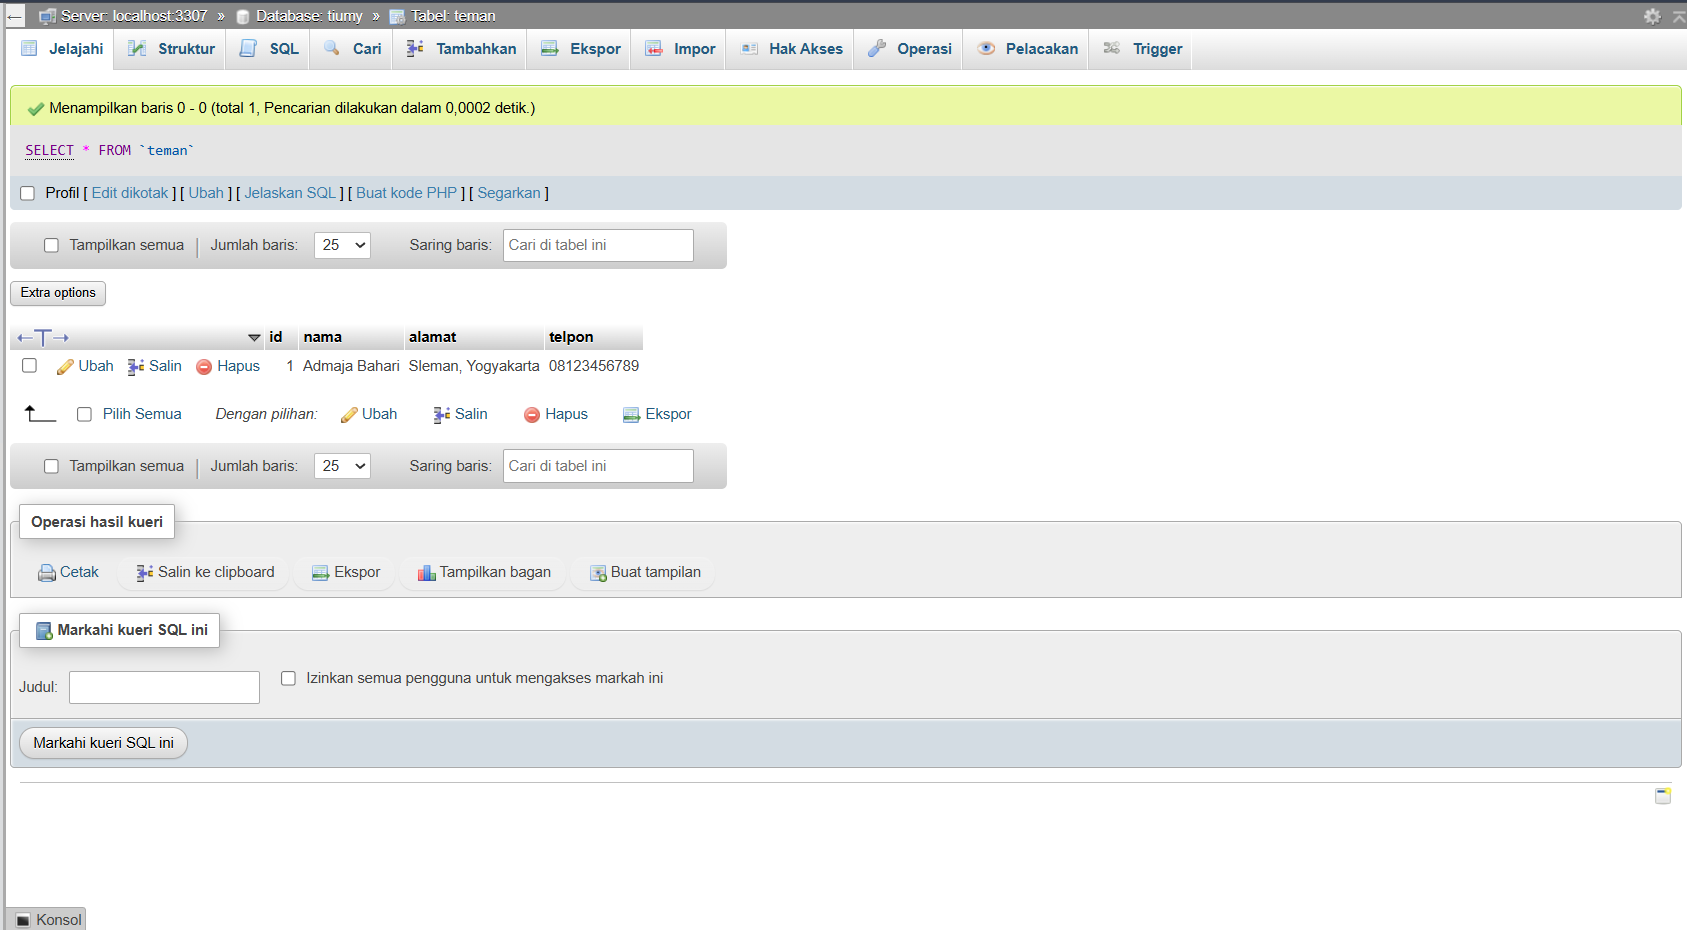 Server: localhost:3307 » Database: tiumy » Tabel: teman
Jelajahi Struktur SQL Cari Tambahkan Ekspor Impor Hak Akses Operasi Pelacakan Trigger
Menampilkan baris 0 - 0 (total 1, Pencarian dilakukan dalam 0,0002 detik.)
SELECT * FROM `teman`
Profil [ Edit dikotak ] [ Ubah ] [ Jelaskan SQL ] [ Buat kode PHP ] [ Segarkan ]
Tampilkan semua | Jumlah baris: 25 Saring baris: Cari di tabel ini
Extra options
←T→ id nama alamat telpon
Ubah Salin Hapus 1 Admaja Bahari Sleman, Yogyakarta 08123456789
Pilih Semua Dengan pilihan: Ubah Salin Hapus Ekspor
Tampilkan semua | Jumlah baris: 25 Saring baris: Cari di tabel ini
Operasi hasil kueri
Cetak Salin ke clipboard Ekspor Tampilkan bagan Buat tampilan
Markahi kueri SQL ini
Judul: Izinkan semua pengguna untuk mengakses markah ini
Markahi kueri SQL ini
Konsol